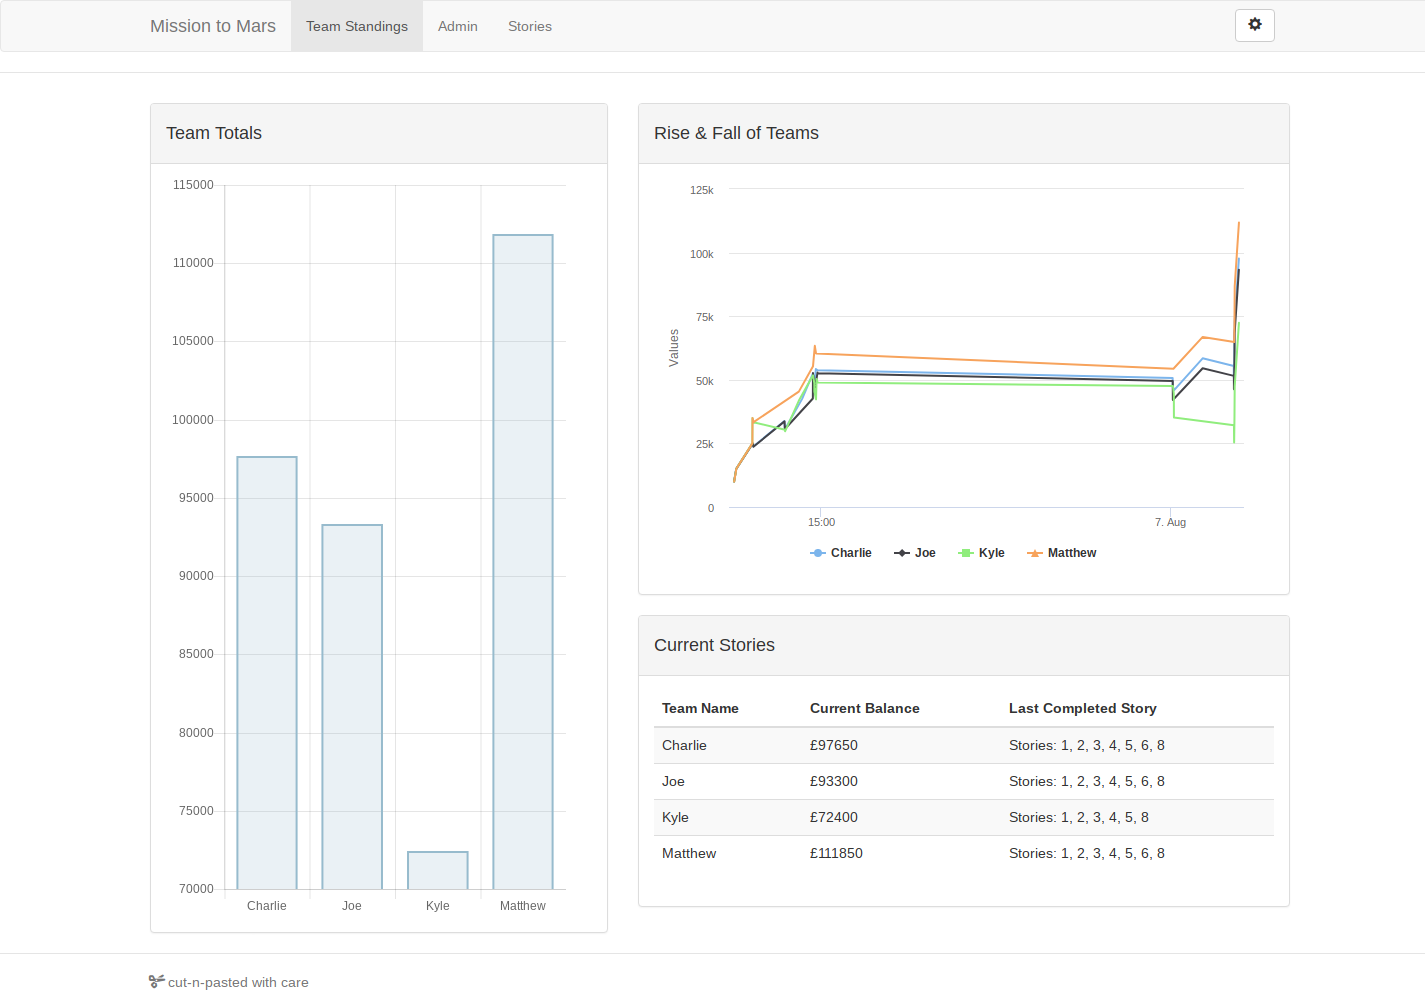 Mission to Mars Team Standings Admin Stories
Team Totals
115000
110000
105000
100000
95000
90000
85000
80000
75000
70000
Charlie Joe Kyle Matthew
Rise & Fall of Teams
Values
125k
100k
75k
50k
25k
0
15:00 7. Aug
Charlie Joe Kyle Matthew
Current Stories
Team Name Current Balance Last Completed Story
Charlie £97650 Stories: 1, 2, 3, 4, 5, 6, 8
Joe £93300 Stories: 1, 2, 3, 4, 5, 6, 8
Kyle £72400 Stories: 1, 2, 3, 4, 5, 8
Matthew £111850 Stories: 1, 2, 3, 4, 5, 6, 8
cut-n-pasted with care